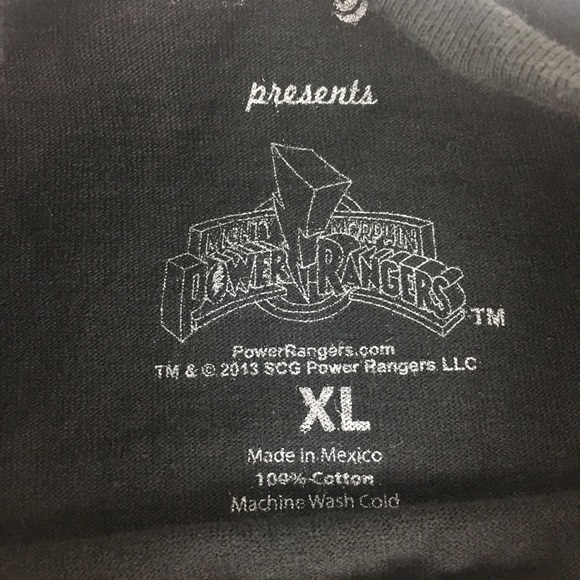 presents
MIGHTY MORPHIN
POWER RANGERS TM
PowerRangers.com
TM & © 2013 SCG Power Rangers LLC
XL
Made in Mexico
100% Cotton
Machine Wash Cold